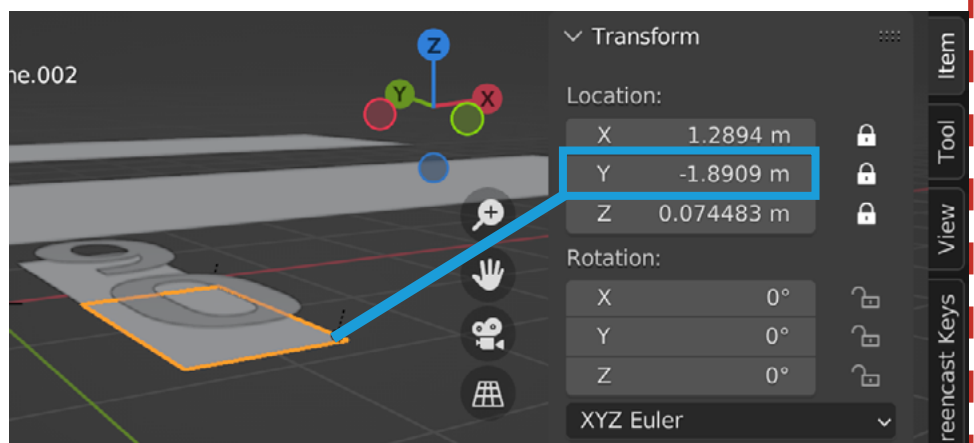 ne.002
Z
Y
X
90
Transform
Location:
X 1.2894 m
Y -1.8909 m
Z 0.074483 m
Rotation:
X 0°
Y 0°
Z 0°
XYZ Euler
Item
Tool
View
reencast Keys